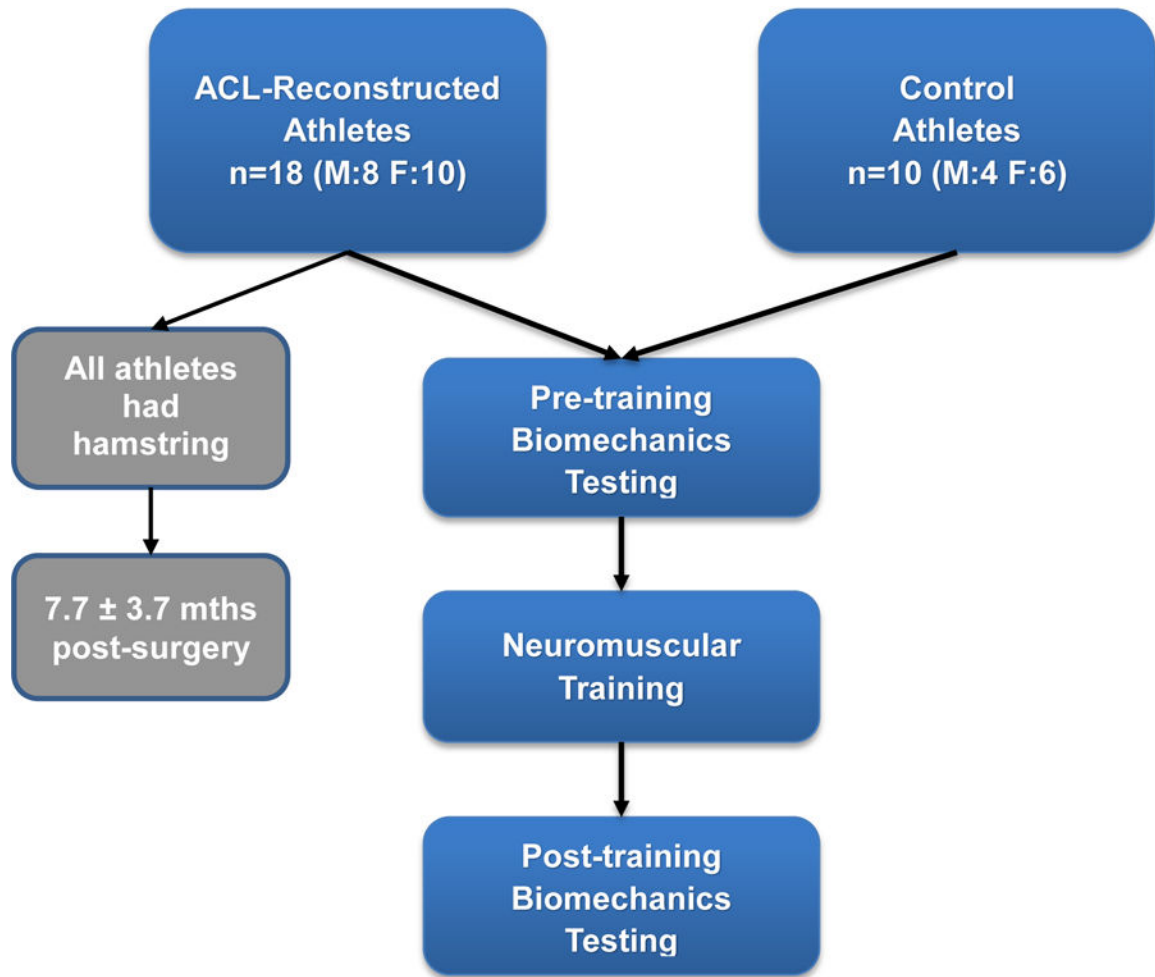 ACL-Reconstructed
Athletes
n=18 (M:8 F:10)
Control
Athletes
n=10 (M:4 F:6)
All athletes
had
hamstring
Pre-training
Biomechanics
Testing
7.7 ± 3.7 mths
post-surgery
Neuromuscular
Training
Post-training
Biomechanics
Testing